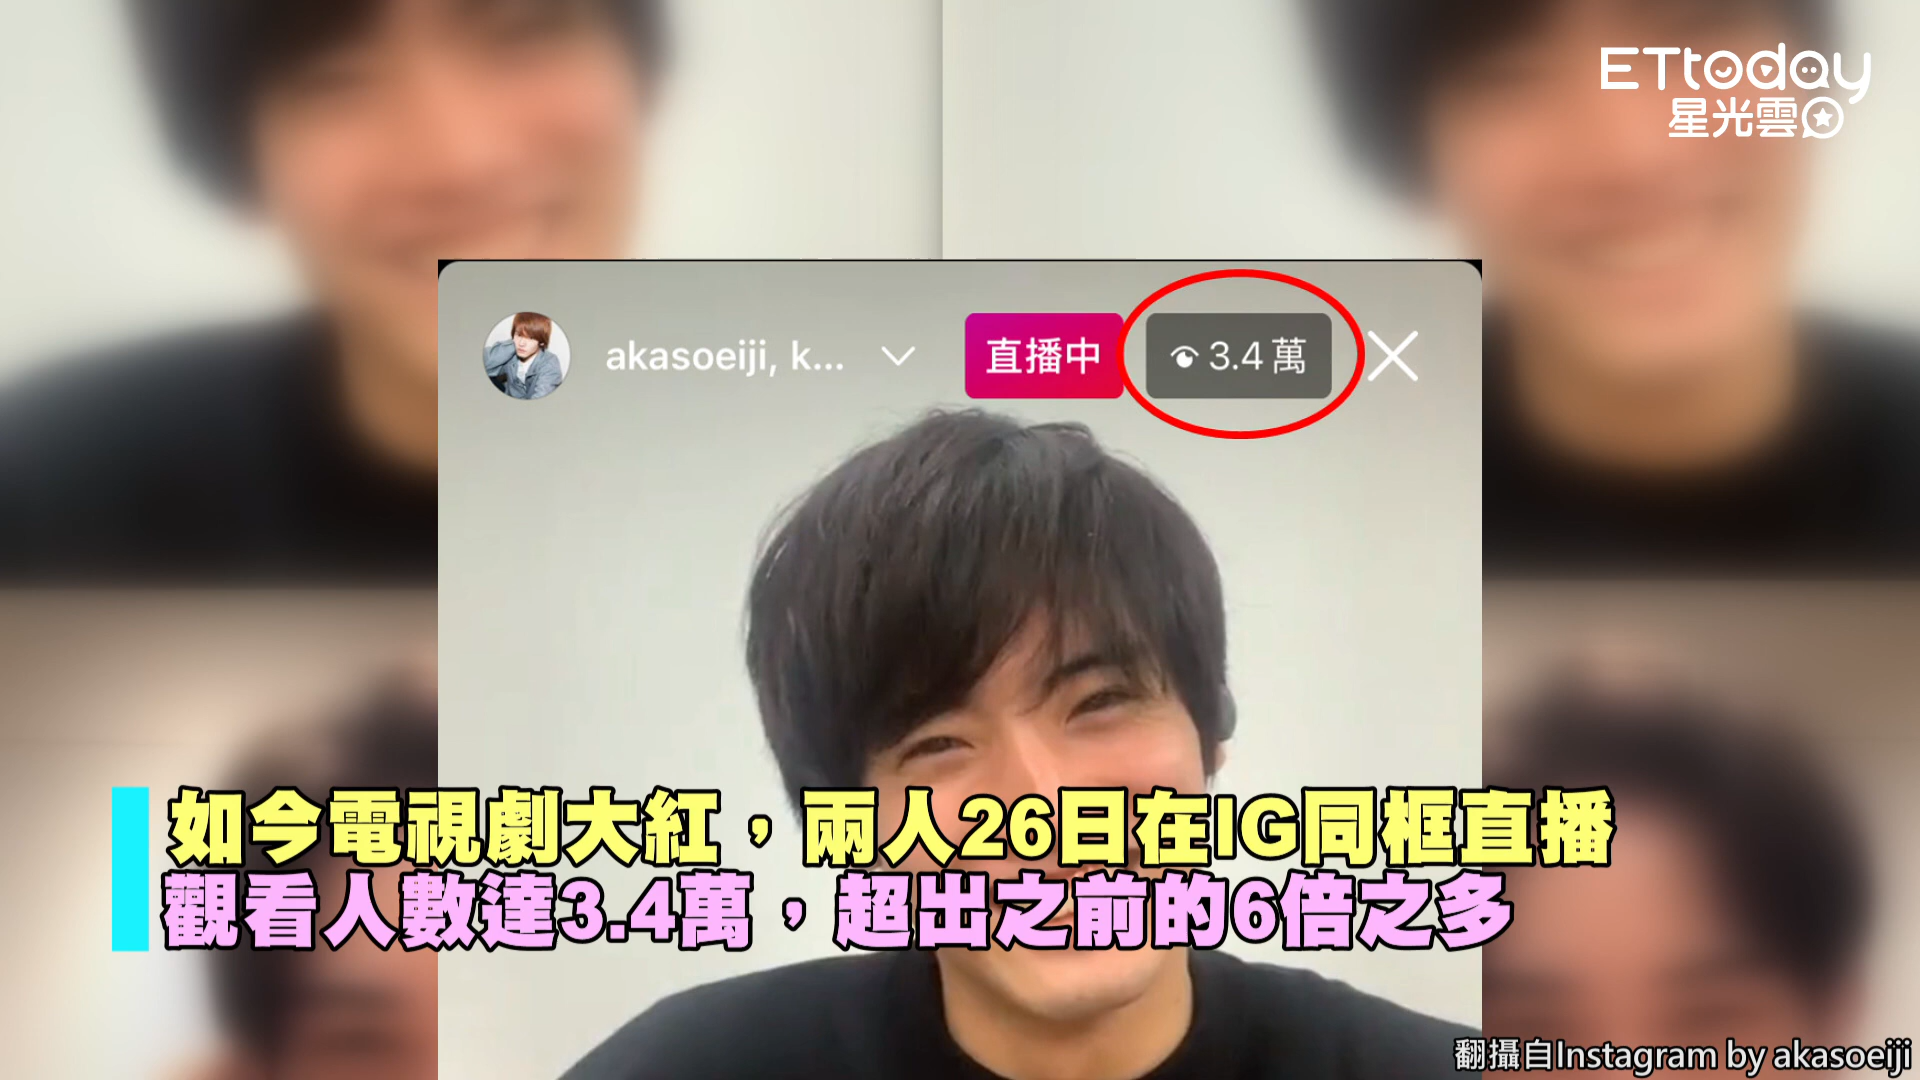 ETtoday
星光雲
akasoeiji, k...
直播中
3.4 萬
如今電視劇大紅，兩人26日在IG同框直播
觀看人數達3.4萬，超出之前的6倍之多
翻攝自Instagram by akasoeiji